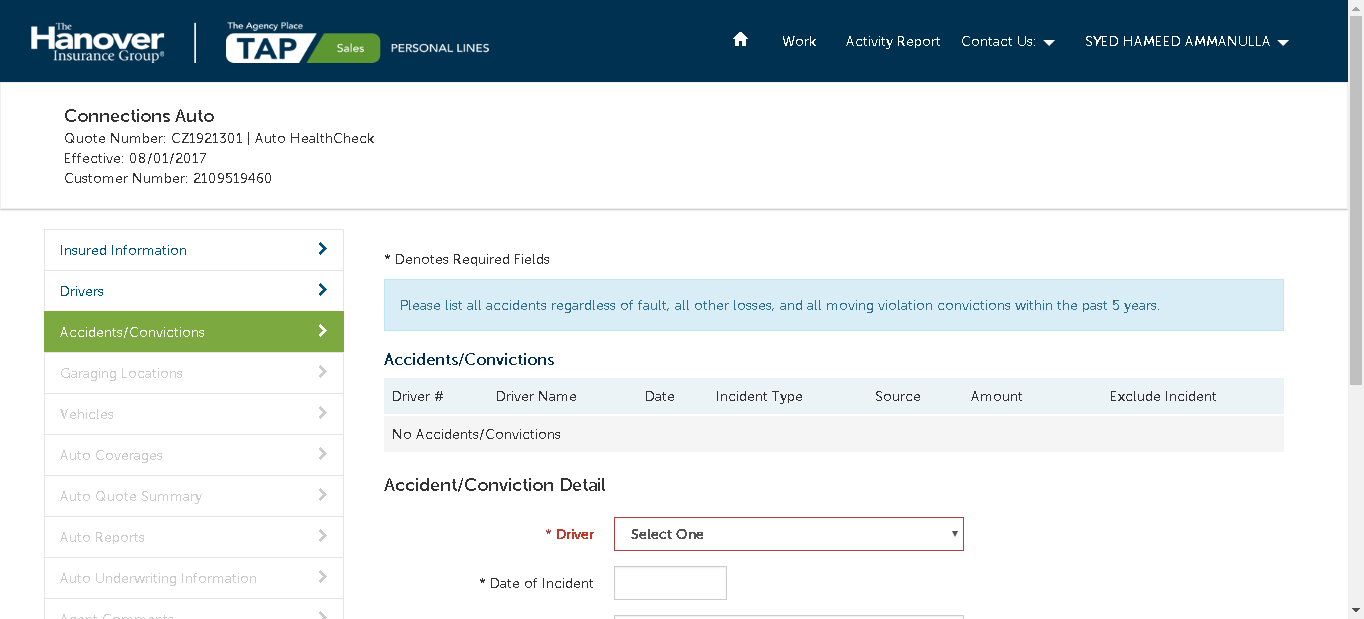 The
Hanover
Insurance Group®
The Agency Place
TAP Sales PERSONAL LINES
Work Activity Report Contact Us: SYED HAMEED AMMANULLA
Connections Auto
Quote Number: CZ1921301 | Auto HealthCheck
Effective: 08/01/2017
Customer Number: 2109519460
Insured Information
Drivers
Accidents/Convictions
Garaging Locations
Vehicles
Auto Coverages
Auto Quote Summary
Auto Reports
Auto Underwriting Information
Agent Comments
* Denotes Required Fields
Please list all accidents regardless of fault, all other losses, and all moving violation convictions within the past 5 years.
Accidents/Convictions
Driver # Driver Name Date Incident Type Source Amount Exclude Incident
No Accidents/Convictions
Accident/Conviction Detail
* Driver Select One
* Date of Incident